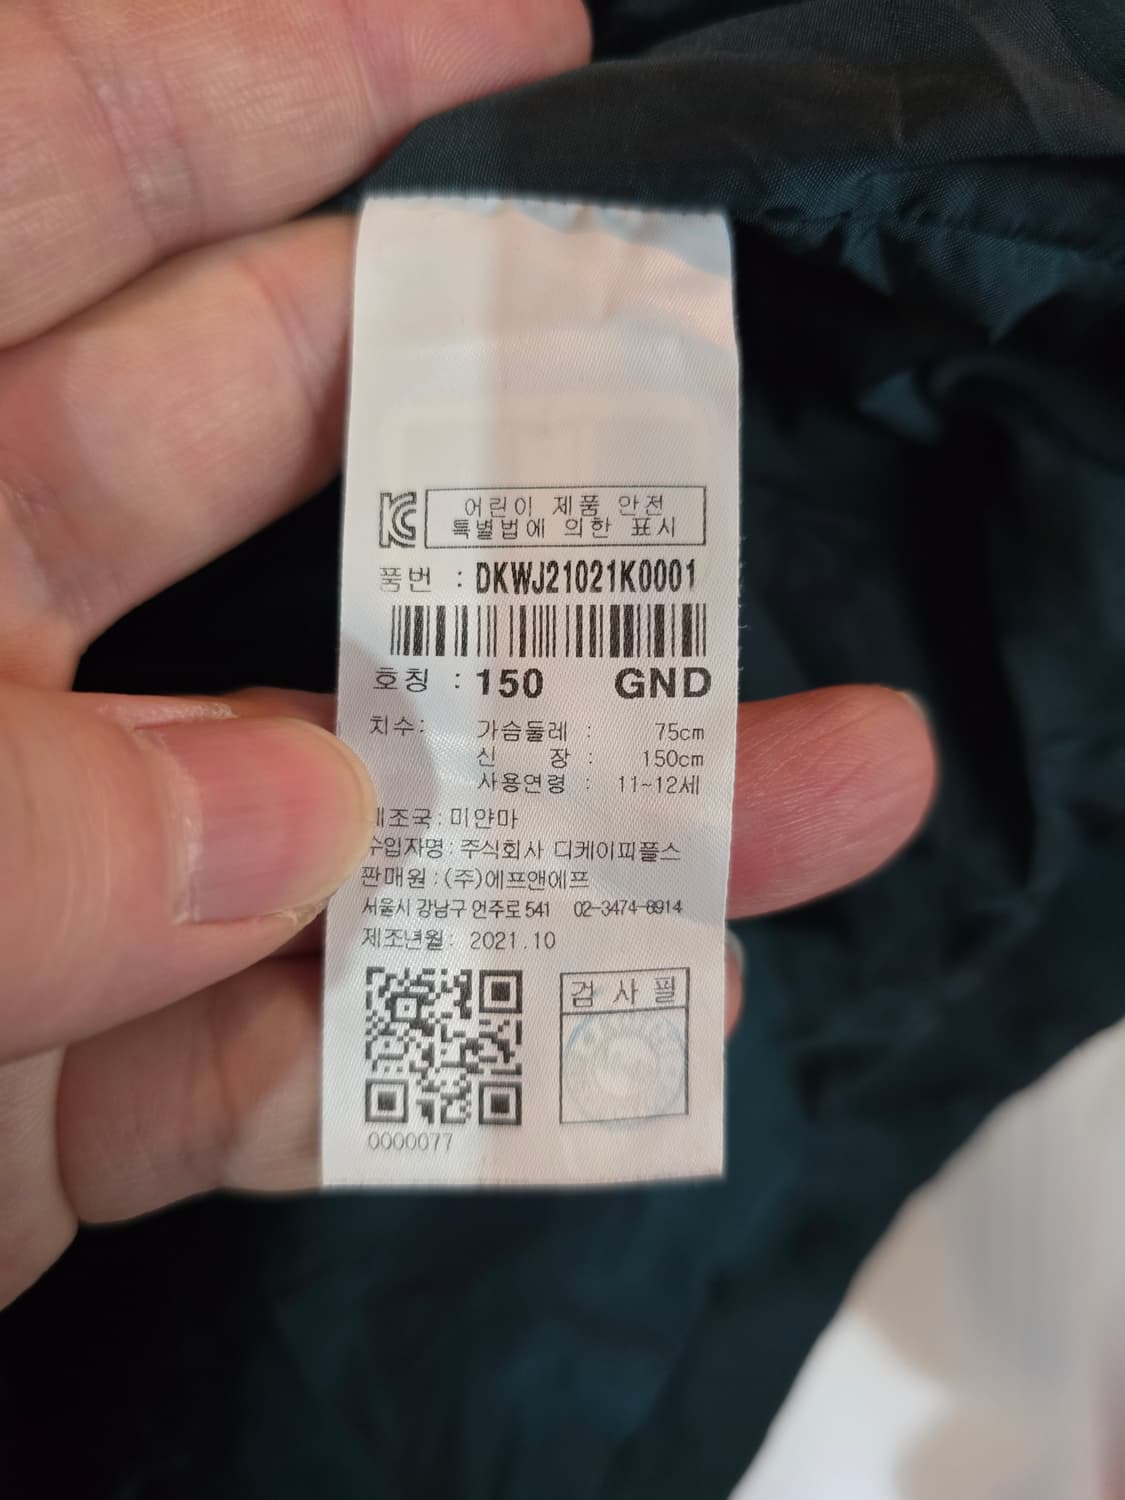 KC
어린이 제품 안전
특별법에 의한 표시
품번 : DKWJ21021K0001
호칭 : 150 GND
치수: 가슴둘레 : 75cm
신 장 : 150cm
사용연령 : 11~12세
제조국: 미얀마
수입자명: 주식회사 디케이피플스
판매원: (주)에프앤에프
서울시 강남구 언주로 541 02-3474-8914
제조년월: 2021.10
검사필
0000077